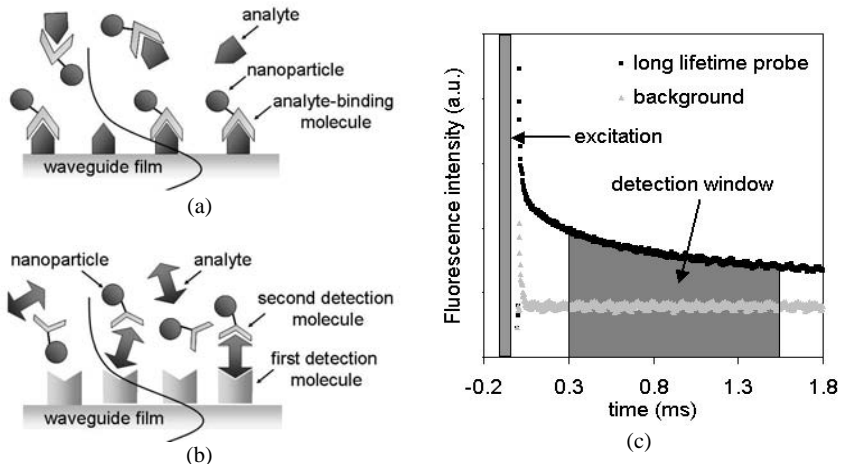 analyte
nanoparticle
analyte-binding
molecule
waveguide film
(a)
nanoparticle
analyte
second detection
molecule
first detection
molecule
waveguide film
(b)
Fluorescence intensity (a.u.)
long lifetime probe
background
excitation
detection window
-0.2 0.3 0.8 1.3 1.8
time (ms)
(c)